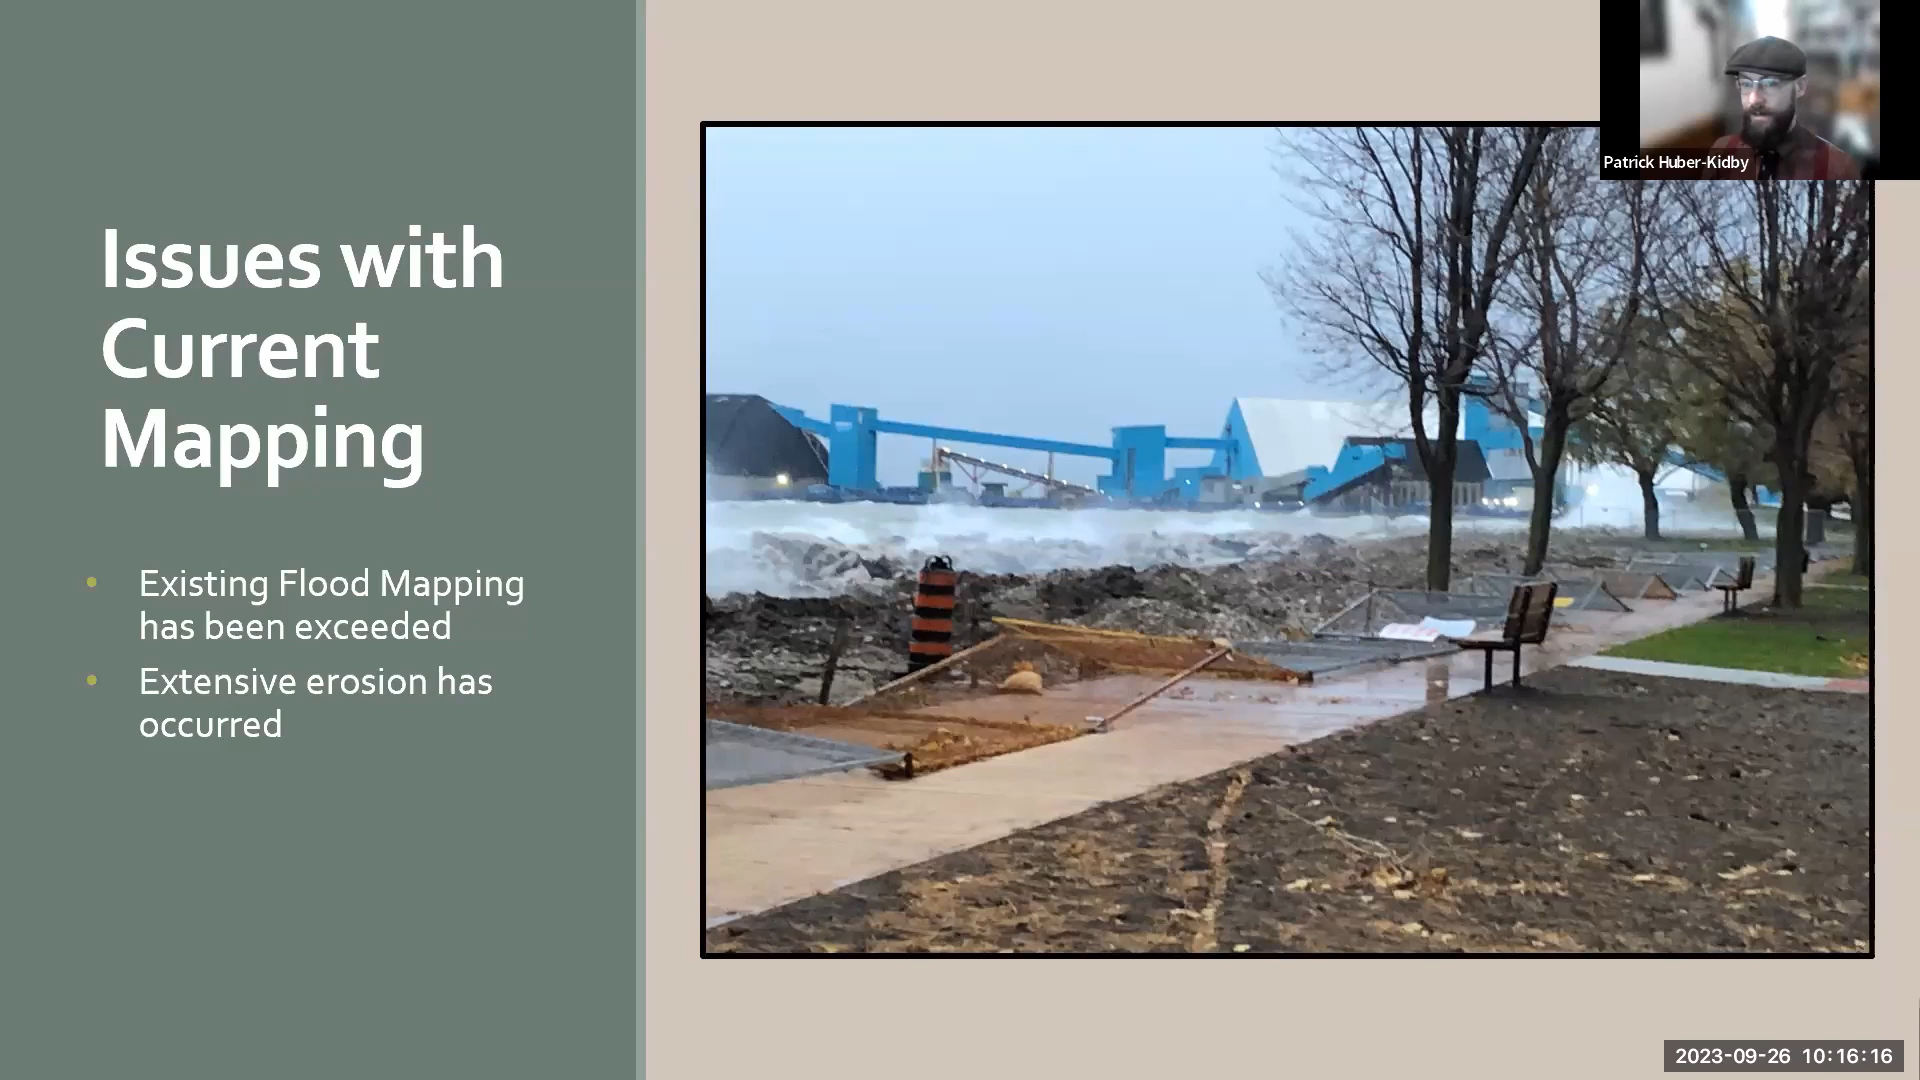 Patrick Huber-Kidby
Issues with
Current
Mapping
• Existing Flood Mapping
has been exceeded
• Extensive erosion has
occurred
2023-09-26 10:16:16